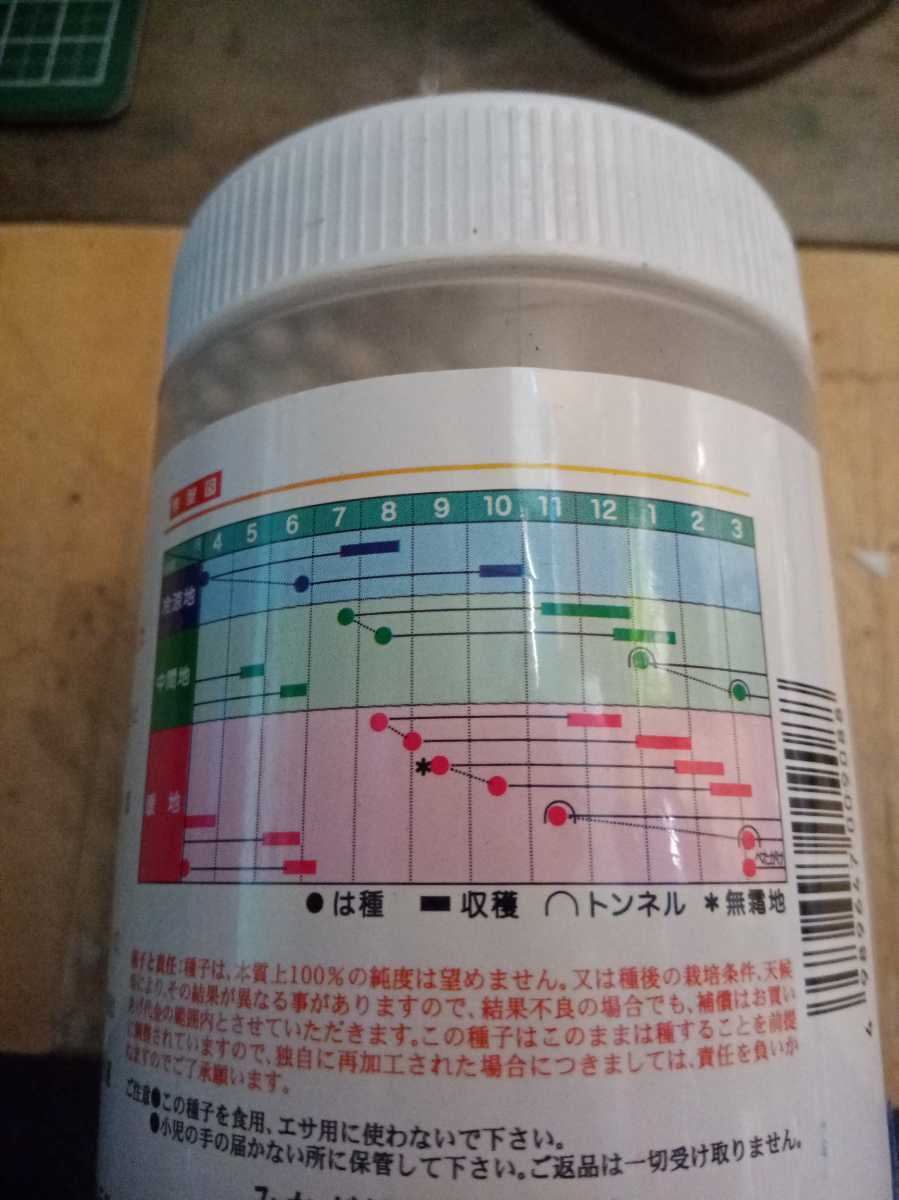 作型図
4 5 6 7 8 9 10 11 12 1 2 3
冷涼地
中間地
暖地
*
べたがけ
●は種 ▬収穫 ⌒トンネル *無霜地
種子と責任:種子は、本質上100%の純度は望めません。又は種後の栽培条件、天候
等により、その結果が異なる事がありますので、結果不良の場合でも、補償はお買い
あげ代金の範囲内とさせていただきます。この種子はこのままは種することを前提
に調整されていますので、独自に再加工された場合につきましては、責任を負いか
ねますのでご了承願います。
ご注意●この種子を食用、エサ用に使わないで下さい。
●小児の手の届かない所に保管して下さい。ご返品は一切受け取りません。